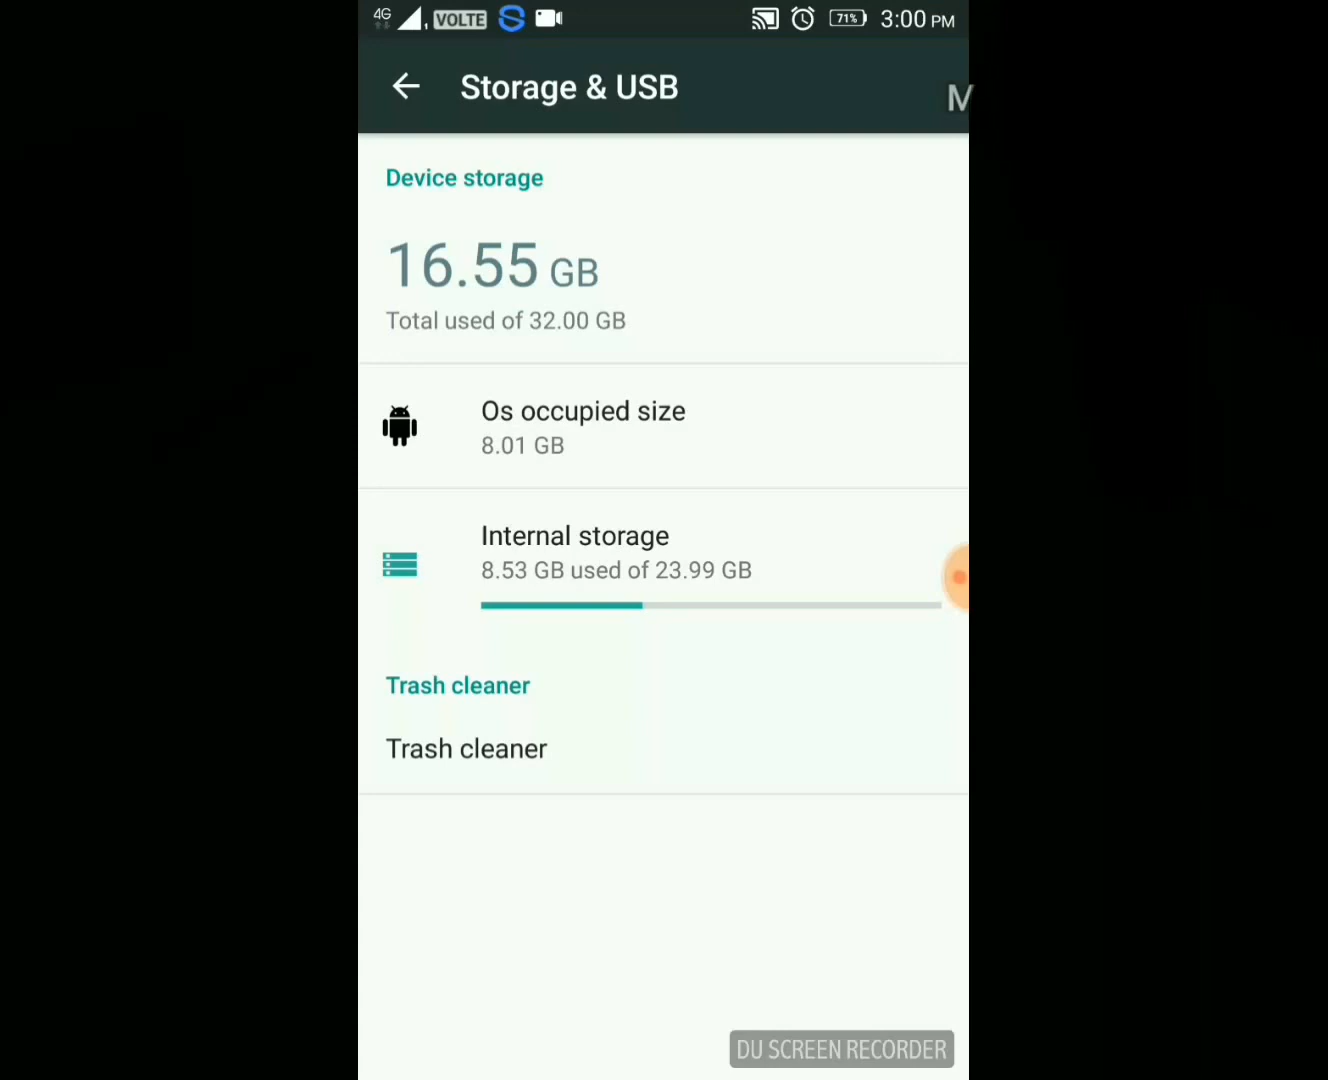 4G VOLTE 71% 3:00 PM
Storage & USB
M
Device storage
16.55 GB
Total used of 32.00 GB
Os occupied size
8.01 GB
Internal storage
8.53 GB used of 23.99 GB
Trash cleaner
Trash cleaner
DU SCREEN RECORDER